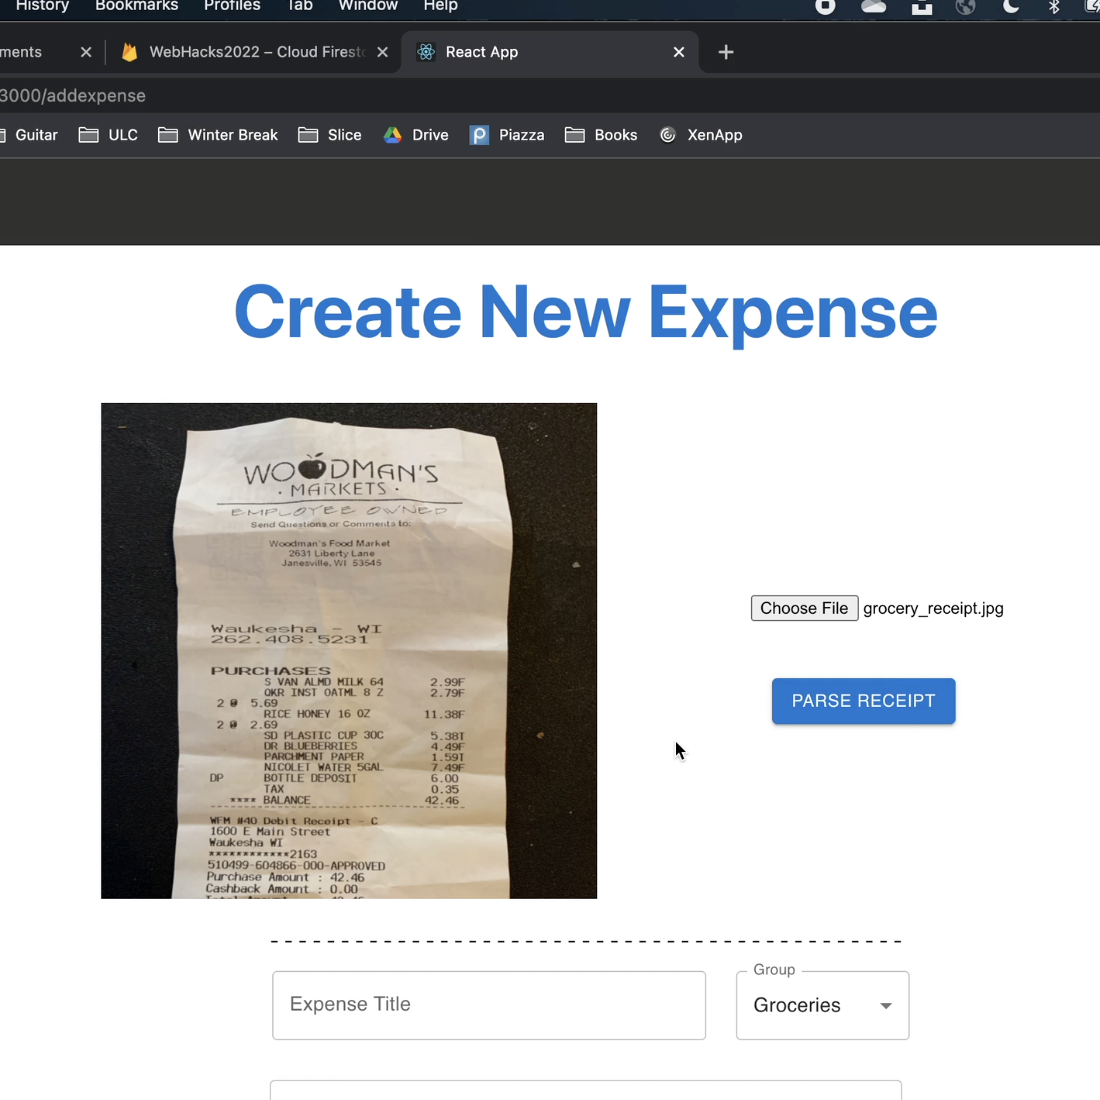 History Bookmarks Profiles Tab Window Help
ments WebHacks2022 – Cloud Firest React App
3000/addexpense
Guitar ULC Winter Break Slice Drive Piazza Books XenApp
Create New Expense
WOODMAN'S
· MARKETS ·
EMPLOYEE OWNED
Send Questions or Comments to:
Woodman's Food Market
2631 Liberty Lane
Janesville, WI 53545
Waukesha - WI
262.408.5231
PURCHASES
S VAN ALMD MILK 64 2.99F
QKR INST OATML 8 Z 2.79F
2 @ 5.69
RICE HONEY 16 OZ 11.38F
2 @ 2.69
SD PLASTIC CUP 30C 5.38T
DR BLUEBERRIES 4.49F
PARCHMENT PAPER 1.59T
NICOLET WATER 5GAL 7.49F
DP BOTTLE DEPOSIT 6.00
TAX 0.35
**** BALANCE 42.46
WFM #40 Debit Receipt - C
1600 E Main Street
Waukesha WI
************2163
510499-604866-000-APPROVED
Purchase Amount : 42.46
Cashback Amount : 0.00
Choose File grocery_receipt.jpg
PARSE RECEIPT
Expense Title
Group
Groceries